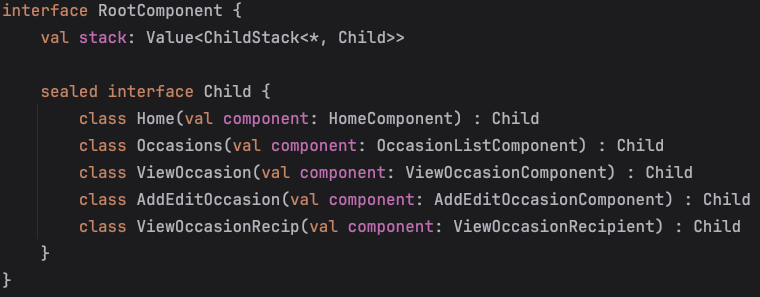 interface RootComponent {
    val stack: Value<ChildStack<*, Child>>
    sealed interface Child {
        class Home(val component: HomeComponent) : Child
        class Occasions(val component: OccasionListComponent) : Child
        class ViewOccasion(val component: ViewOccasionComponent) : Child
        class AddEditOccasion(val component: AddEditOccasionComponent) : Child
        class ViewOccasionRecip(val component: ViewOccasionRecipient) : Child
    }
}